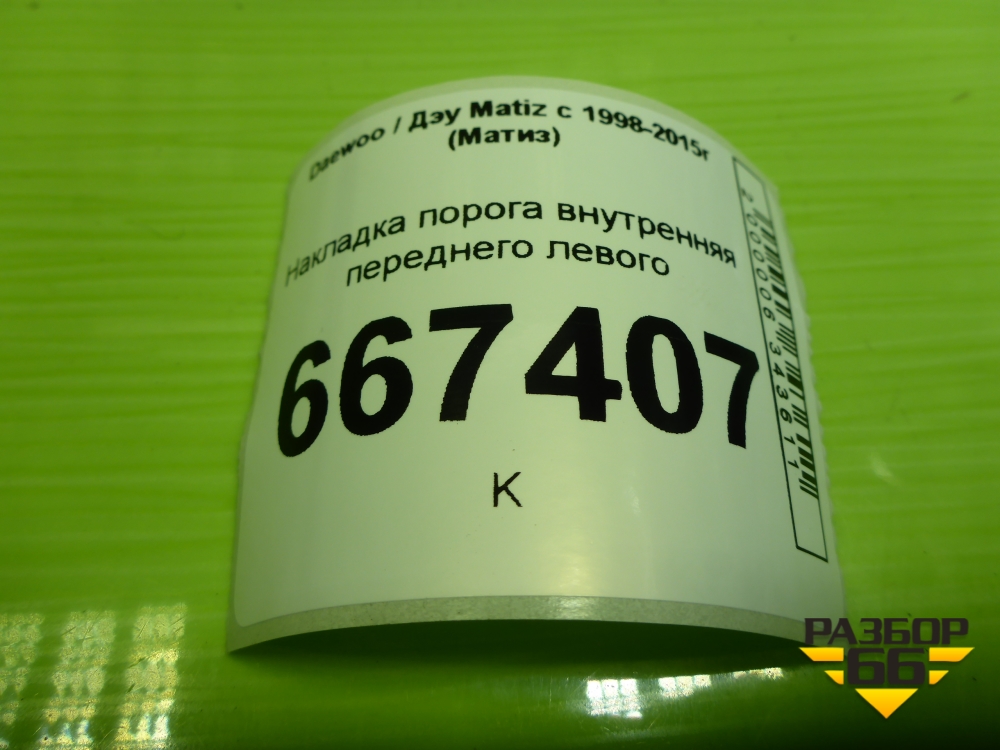 Daewoo / Дэу Matiz с 1998-2015г
(Матиз)
Накладка порога внутренняя
переднего левого
667407
К
2000006343611
РАЗБОР
66